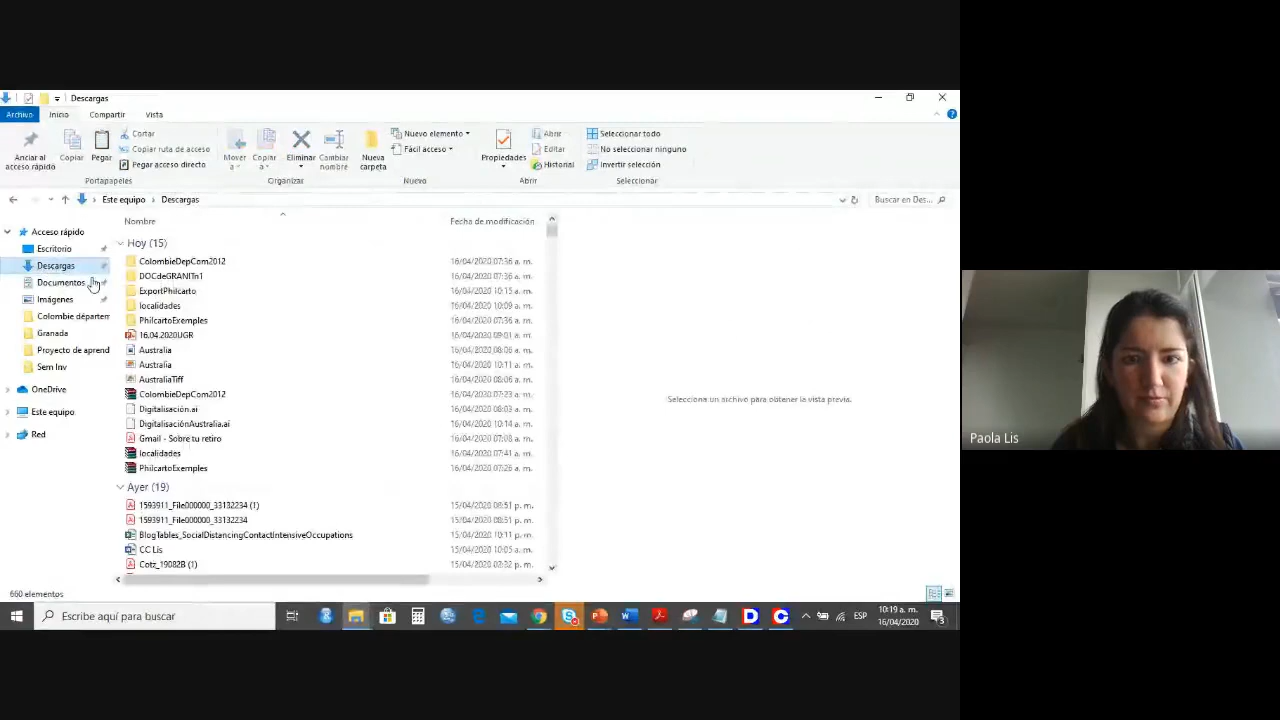 Descargas
Archivo Inicio Compartir Vista
Anclar al acceso rápido
Copiar
Pegar
Cortar
Copiar ruta de acceso
Pegar acceso directo
Portapapeles
Mover a
Copiar a
Eliminar
Cambiar nombre
Organizar
Nueva carpeta
Nuevo elemento
Fácil acceso
Nuevo
Propiedades
Abrir
Editar
Historial
Abrir
Seleccionar todo
No seleccionar ninguno
Invertir selección
Seleccionar
Este equipo > Descargas
Buscar en Des...
Acceso rápido
Escritorio
Descargas
Documentos
Imágenes
Colombie départem
Granada
Proyecto de aprend
Sem Inv
OneDrive
Este equipo
Red
Nombre Fecha de modificación
Hoy (15)
ColombieDepCom2012 16/04/2020 07:36 a. m.
DOCdeGRANITn1 16/04/2020 07:36 a. m.
ExportPhilcarto 16/04/2020 10:15 a. m.
localidades 16/04/2020 10:09 a. m.
PhilcartoExemples 16/04/2020 07:36 a. m.
16.04.2020UGR 16/04/2020 09:01 a. m.
Australia 16/04/2020 08:06 a. m.
Australia 16/04/2020 10:11 a. m.
AustraliaTiff 16/04/2020 08:06 a. m.
ColombieDepCom2012 16/04/2020 07:23 a. m.
Digitalisación.ai 16/04/2020 08:03 a. m.
DigitalisaciónAustralia.ai 16/04/2020 10:14 a. m.
Gmail - Sobre tu retiro 16/04/2020 07:08 a. m.
localidades 16/04/2020 07:41 a. m.
PhilcartoExemples 16/04/2020 07:26 a. m.
Ayer (19)
1593911_File000000_33132234 (1) 15/04/2020 08:51 p. m.
1593911_File000000_33132234 15/04/2020 08:51 p. m.
BlogTables_SocialDistancingContactIntensiveOccupations 15/04/2020 10:11 p. m.
CC Lis 15/04/2020 10:05 a. m.
Cotz_19082B (1) 15/04/2020 02:32 p. m.
Selecciona un archivo para obtener la vista previa.
660 elementos
Escribe aquí para buscar
ESP
10:19 a. m.
16/04/2020
3
Paola Lis